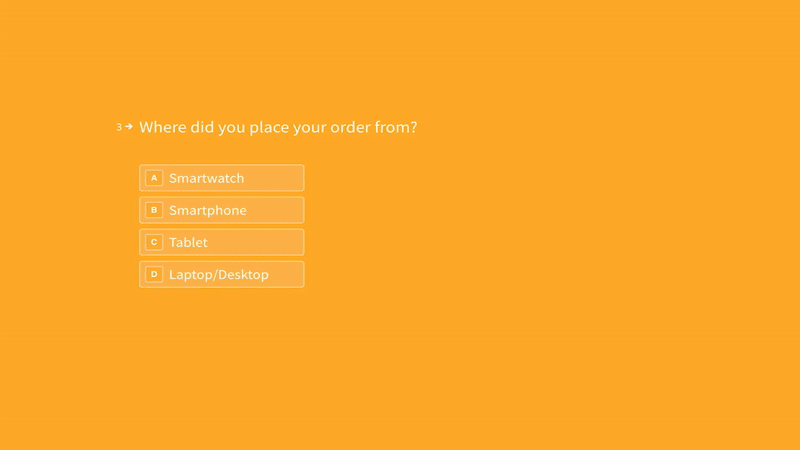 3→ Where did you place your order from?
A Smartwatch
B Smartphone
C Tablet
D Laptop/Desktop